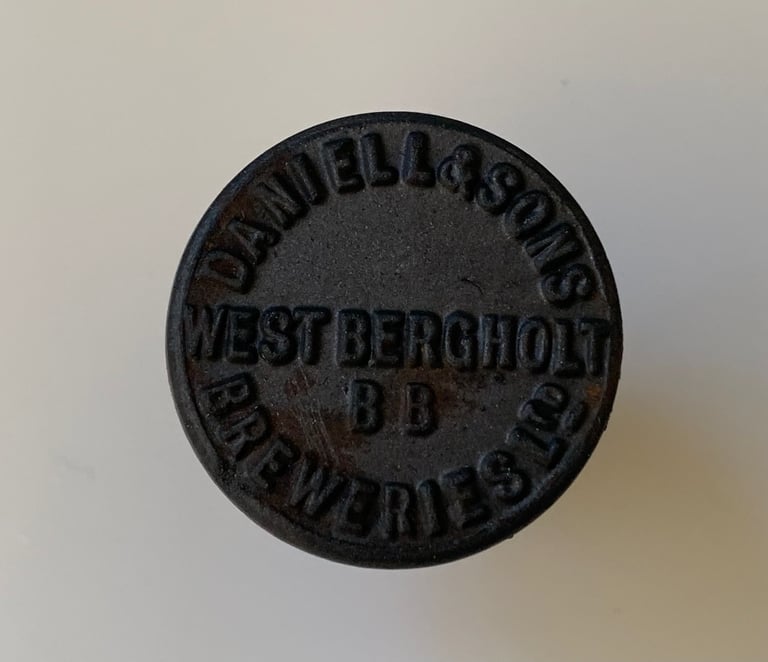 DANIELL & SONS
WEST BERGHOLT
B B
BREWERIES LTD